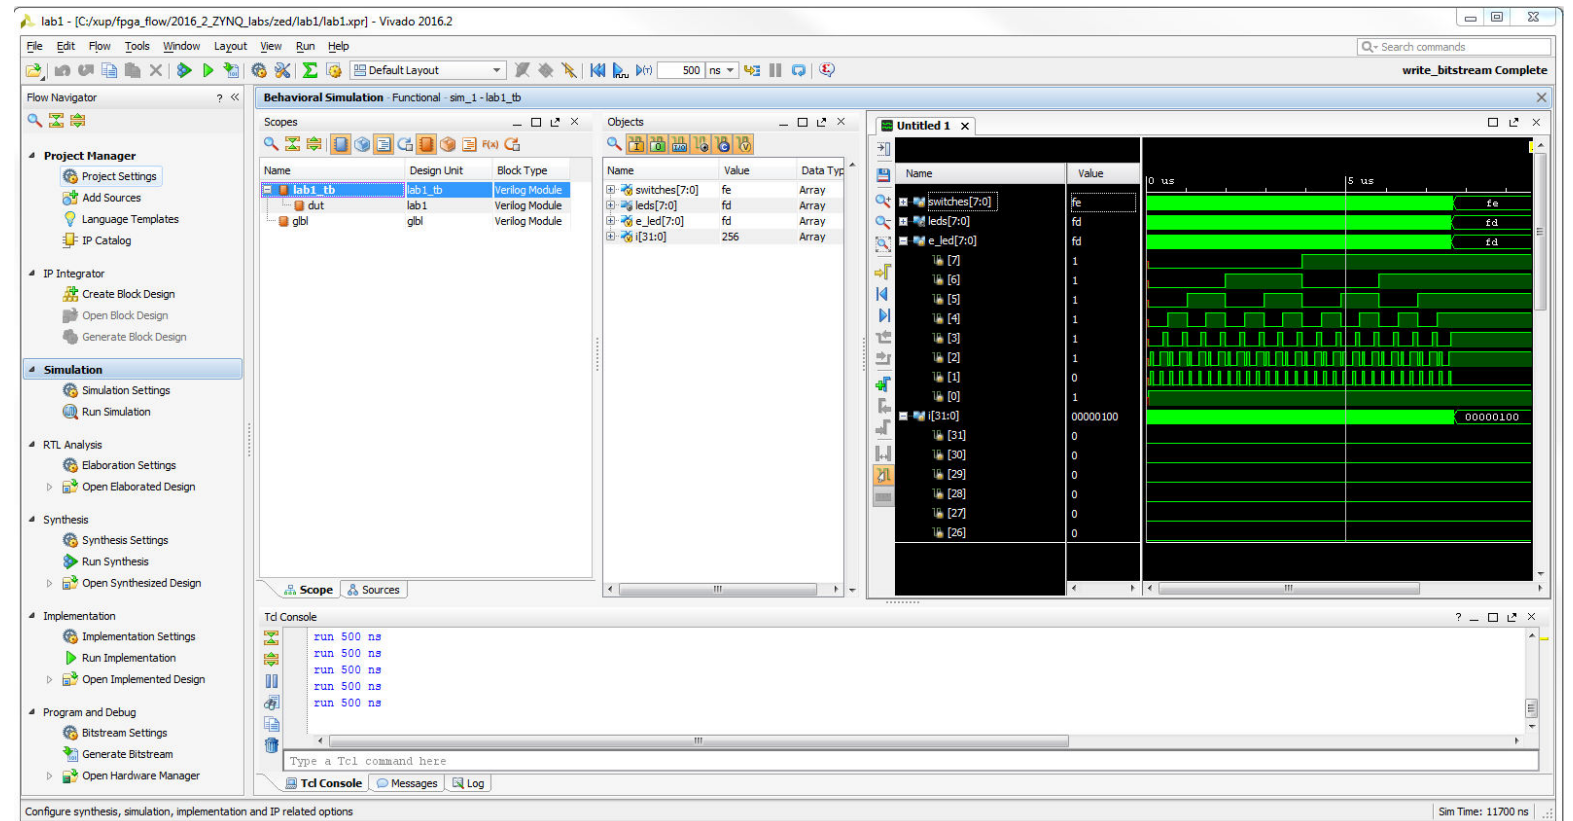 lab1 - [C:/xup/fpga_flow/2016_2_ZYNQ_labs/zed/lab1/lab1.xpr] - Vivado 2016.2
File Edit Flow Tools Window Layout View Run Help
Search commands
Default Layout 500 ns write_bitstream Complete
Flow Navigator
Project Manager
Project Settings
Add Sources
Language Templates
IP Catalog
IP Integrator
Create Block Design
Open Block Design
Generate Block Design
Simulation
Simulation Settings
Run Simulation
RTL Analysis
Elaboration Settings
Open Elaborated Design
Synthesis
Synthesis Settings
Run Synthesis
Open Synthesized Design
Implementation
Implementation Settings
Run Implementation
Open Implemented Design
Program and Debug
Bitstream Settings
Generate Bitstream
Open Hardware Manager
Behavioral Simulation - Functional - sim_1 - lab1_tb
Scopes
Name Design Unit Block Type
lab1_tb lab1_tb Verilog Module
dut lab1 Verilog Module
glbl glbl Verilog Module
Scope Sources
Objects
Name Value Data Typ
switches[7:0] fe Array
leds[7:0] fd Array
e_led[7:0] fd Array
i[31:0] 256 Array
Untitled 1
Name Value
0 us 5 us
switches[7:0] fe fe
leds[7:0] fd fd
e_led[7:0] fd fd
[7] 1
[6] 1
[5] 1
[4] 1
[3] 1
[2] 1
[1] 0
[0] 1
i[31:0] 00000100 00000100
[31] 0
[30] 0
[29] 0
[28] 0
[27] 0
[26] 0
Tcl Console
run 500 ns
run 500 ns
run 500 ns
run 500 ns
run 500 ns
Type a Tcl command here
Tcl Console Messages Log
Configure synthesis, simulation, implementation and IP related options
Sim Time: 11700 ns